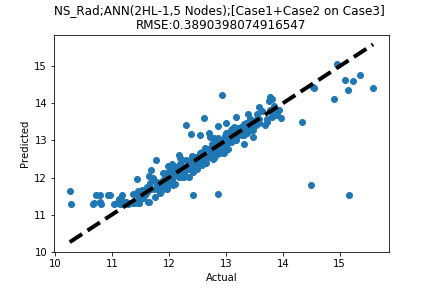 NS_Rad;ANN(2HL-1,5 Nodes);[Case1+Case2 on Case3]
RMSE:0.3890398074916547
15
14
13
12
11
10
Predicted
10 11 12 13 14 15
Actual